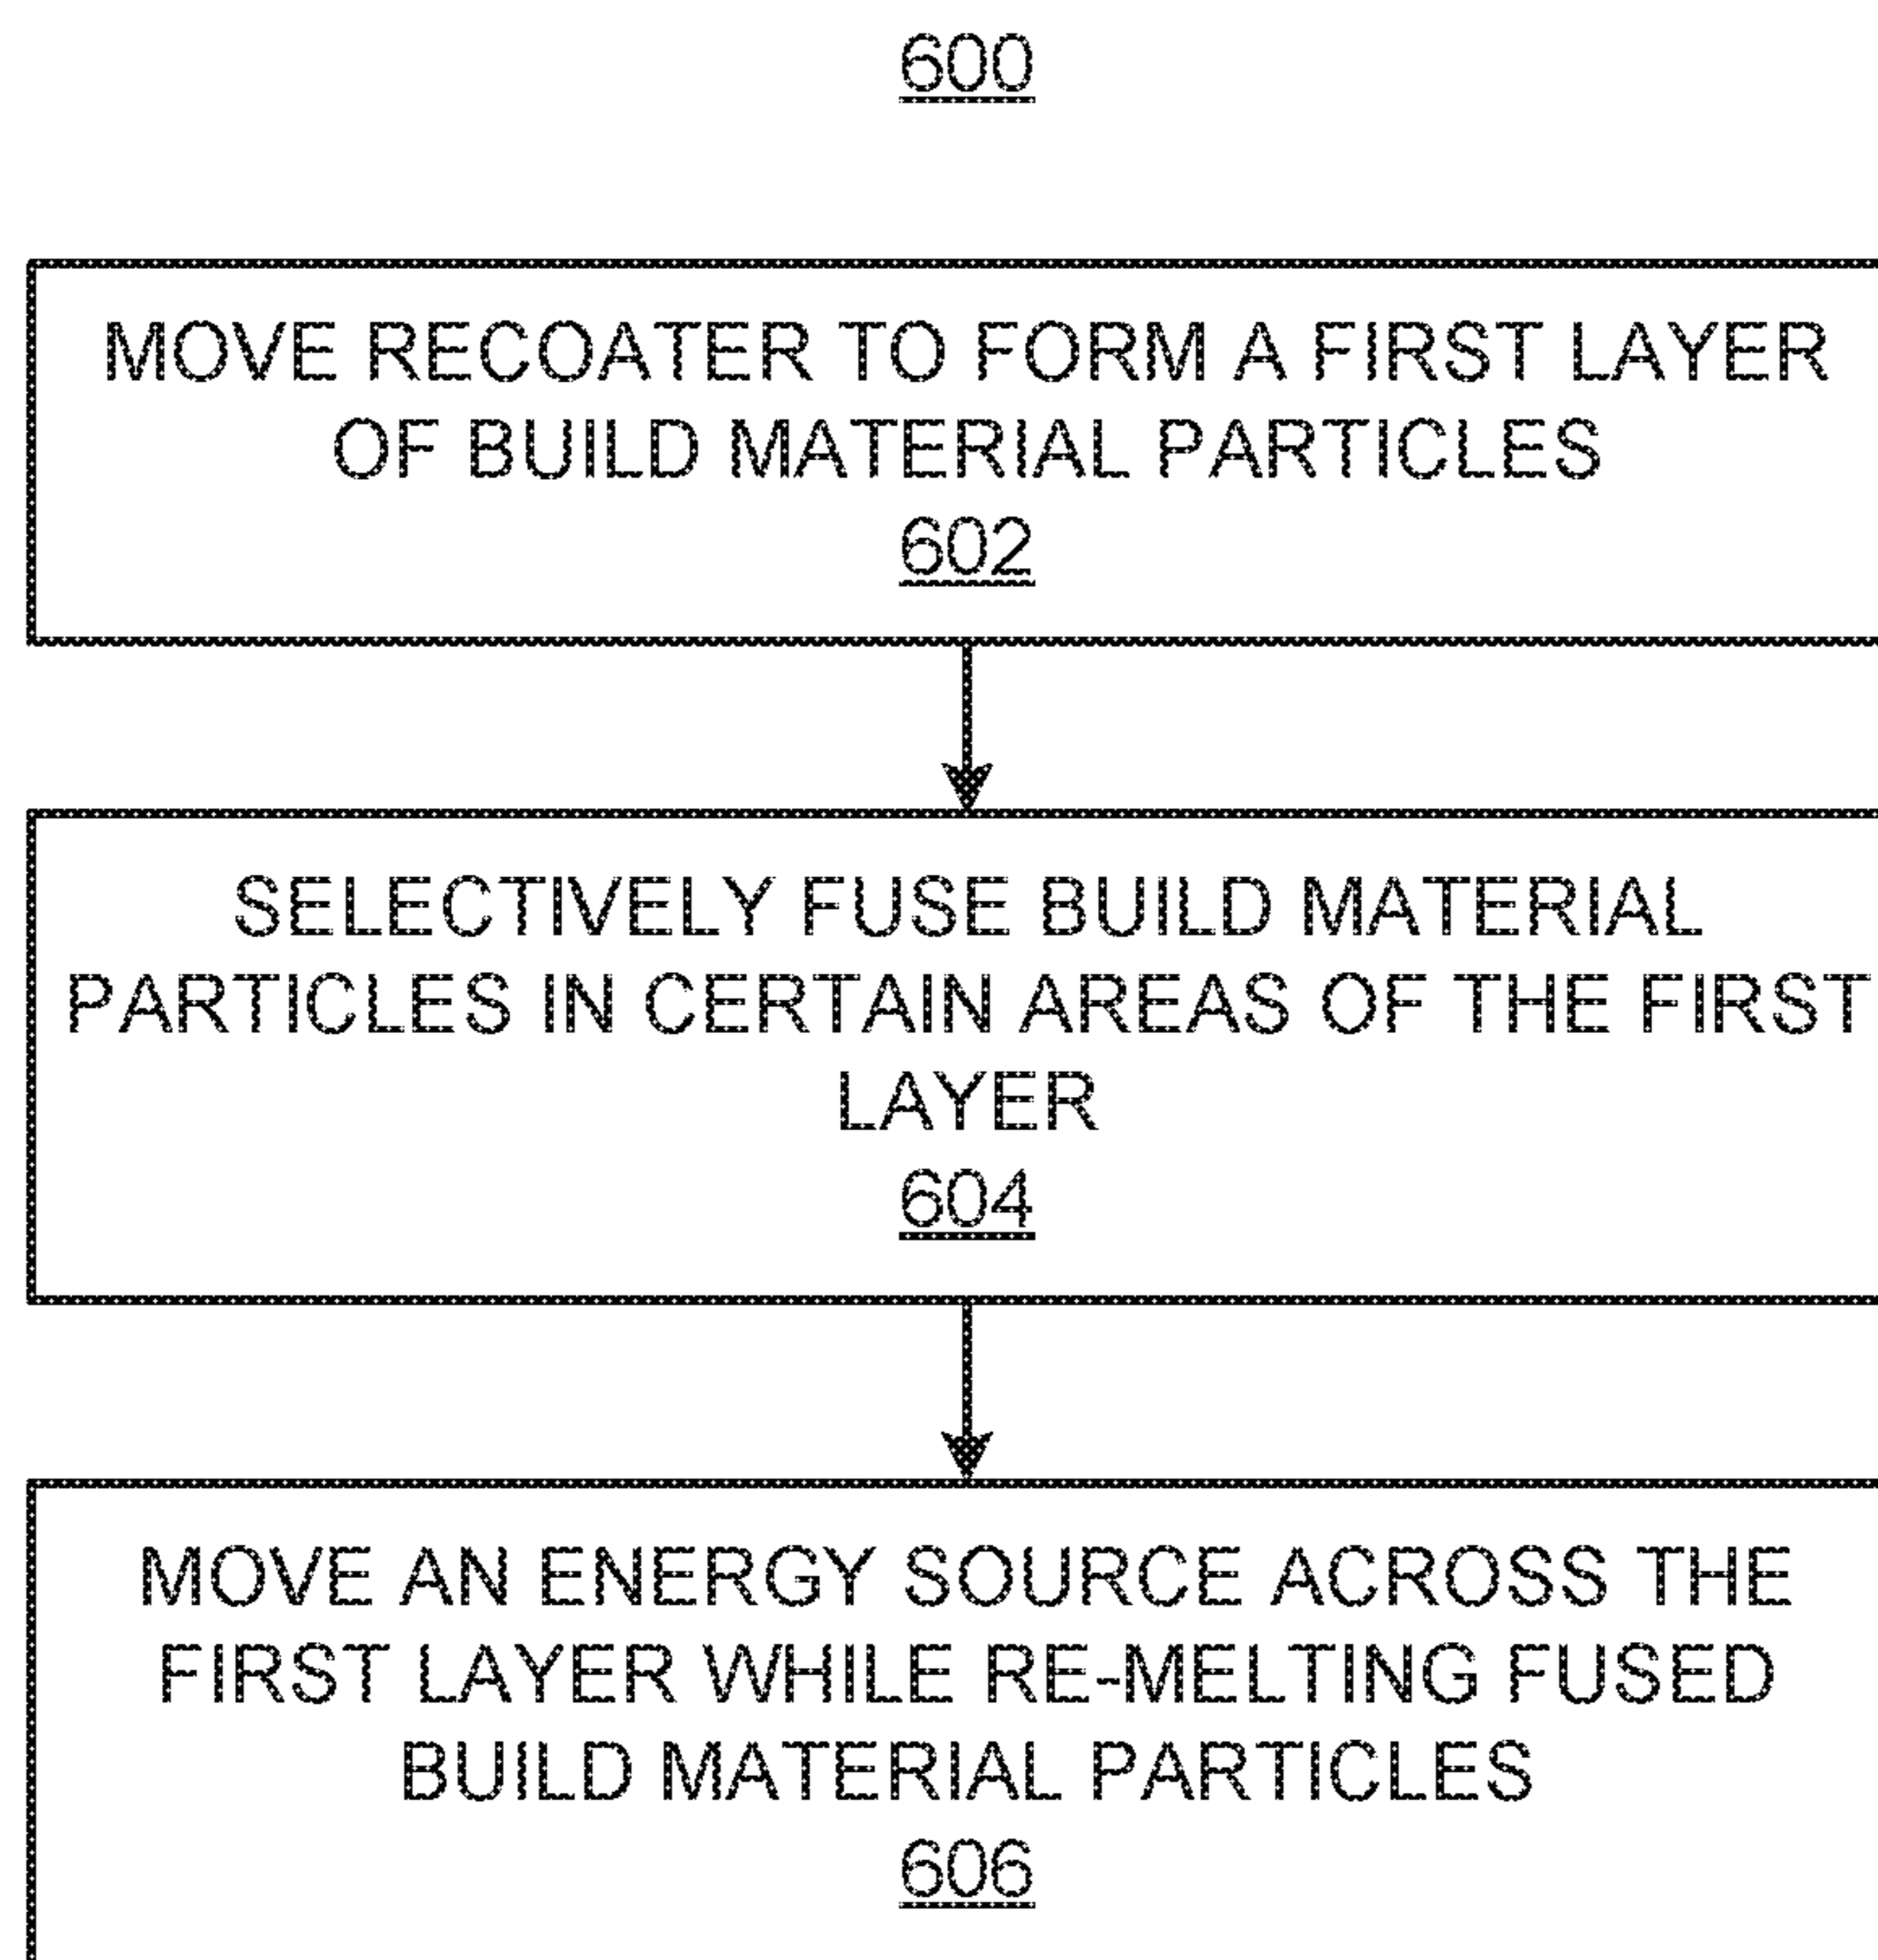 600
MOVE RECOATER TO FORM A FIRST LAYER
OF BUILD MATERIAL PARTICLES
602
SELECTIVELY FUSE BUILD MATERIAL
PARTICLES IN CERTAIN AREAS OF THE FIRST
LAYER
604
MOVE AN ENERGY SOURCE ACROSS THE
FIRST LAYER WHILE RE-MELTING FUSED
BUILD MATERIAL PARTICLES
606